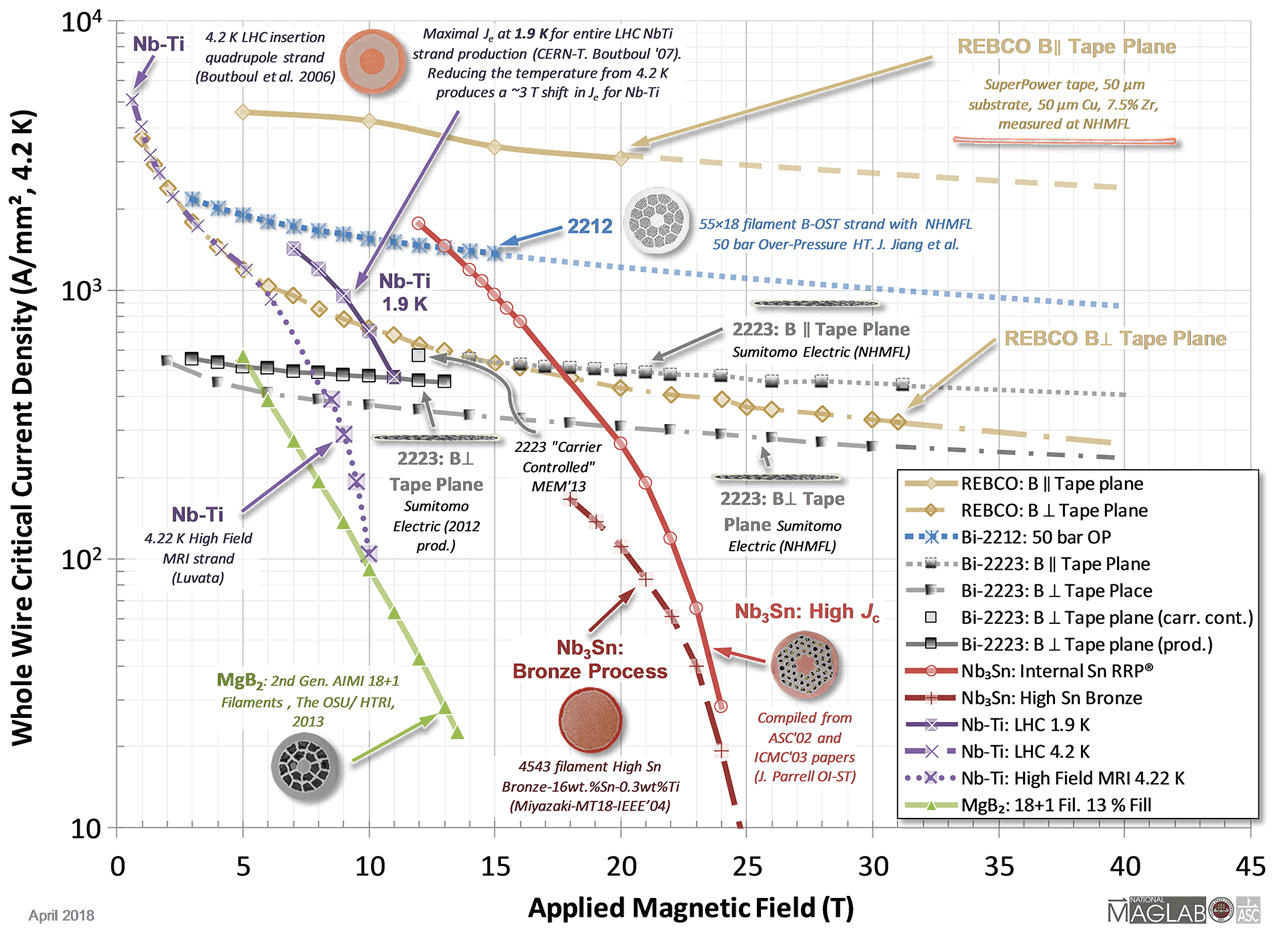 10⁴
10³
10²
10
Whole Wire Critical Current Density (A/mm², 4.2 K)
Nb-Ti
4.2 K LHC insertion
quadrupole strand
(Boutboul et al. 2006)
Maximal Jₑ at 1.9 K for entire LHC NbTi
strand production (CERN-T. Boutboul '07).
Reducing the temperature from 4.2 K
produces a ~3 T shift in Jₑ for Nb-Ti
REBCO B∥ Tape Plane
SuperPower tape, 50 μm
substrate, 50 μm Cu, 7.5% Zr,
measured at NHMFL
2212
55×18 filament B-OST strand with NHMFL
50 bar Over-Pressure HT. J. Jiang et al.
Nb-Ti
1.9 K
2223: B ∥ Tape Plane
Sumitomo Electric (NHMFL)
REBCO B⊥ Tape Plane
2223: B⊥
Tape Plane
Sumitomo
Electric (2012
prod.)
2223 "Carrier
Controlled"
MEM'13
2223: B⊥ Tape
Plane Sumitomo
Electric (NHMFL)
Nb-Ti
4.22 K High Field
MRI strand
(Luvata)
MgB₂: 2nd Gen. AIMI 18+1
Filaments , The OSU/ HTRI,
2013
Nb₃Sn:
Bronze Process
4543 filament High Sn
Bronze-16wt.%Sn-0.3wt%Ti
(Miyazaki-MT18-IEEE'04)
Nb₃Sn: High Jc
Compiled from
ASC'02 and
ICMC'03 papers
(J. Parrell OI-ST)
REBCO: B ∥ Tape plane
REBCO: B ⊥ Tape Plane
Bi-2212: 50 bar OP
Bi-2223: B ∥ Tape Plane
Bi-2223: B ⊥ Tape Place
Bi-2223: B ⊥ Tape plane (carr. cont.)
Bi-2223: B ⊥ Tape plane (prod.)
Nb₃Sn: Internal Sn RRP®
Nb₃Sn: High Sn Bronze
Nb-Ti: LHC 1.9 K
Nb-Ti: LHC 4.2 K
Nb-Ti: High Field MRI 4.22 K
MgB₂: 18+1 Fil. 13 % Fill
0 5 10 15 20 25 30 35 40 45
Applied Magnetic Field (T)
April 2018
NATIONAL
MAGLAB
ASC